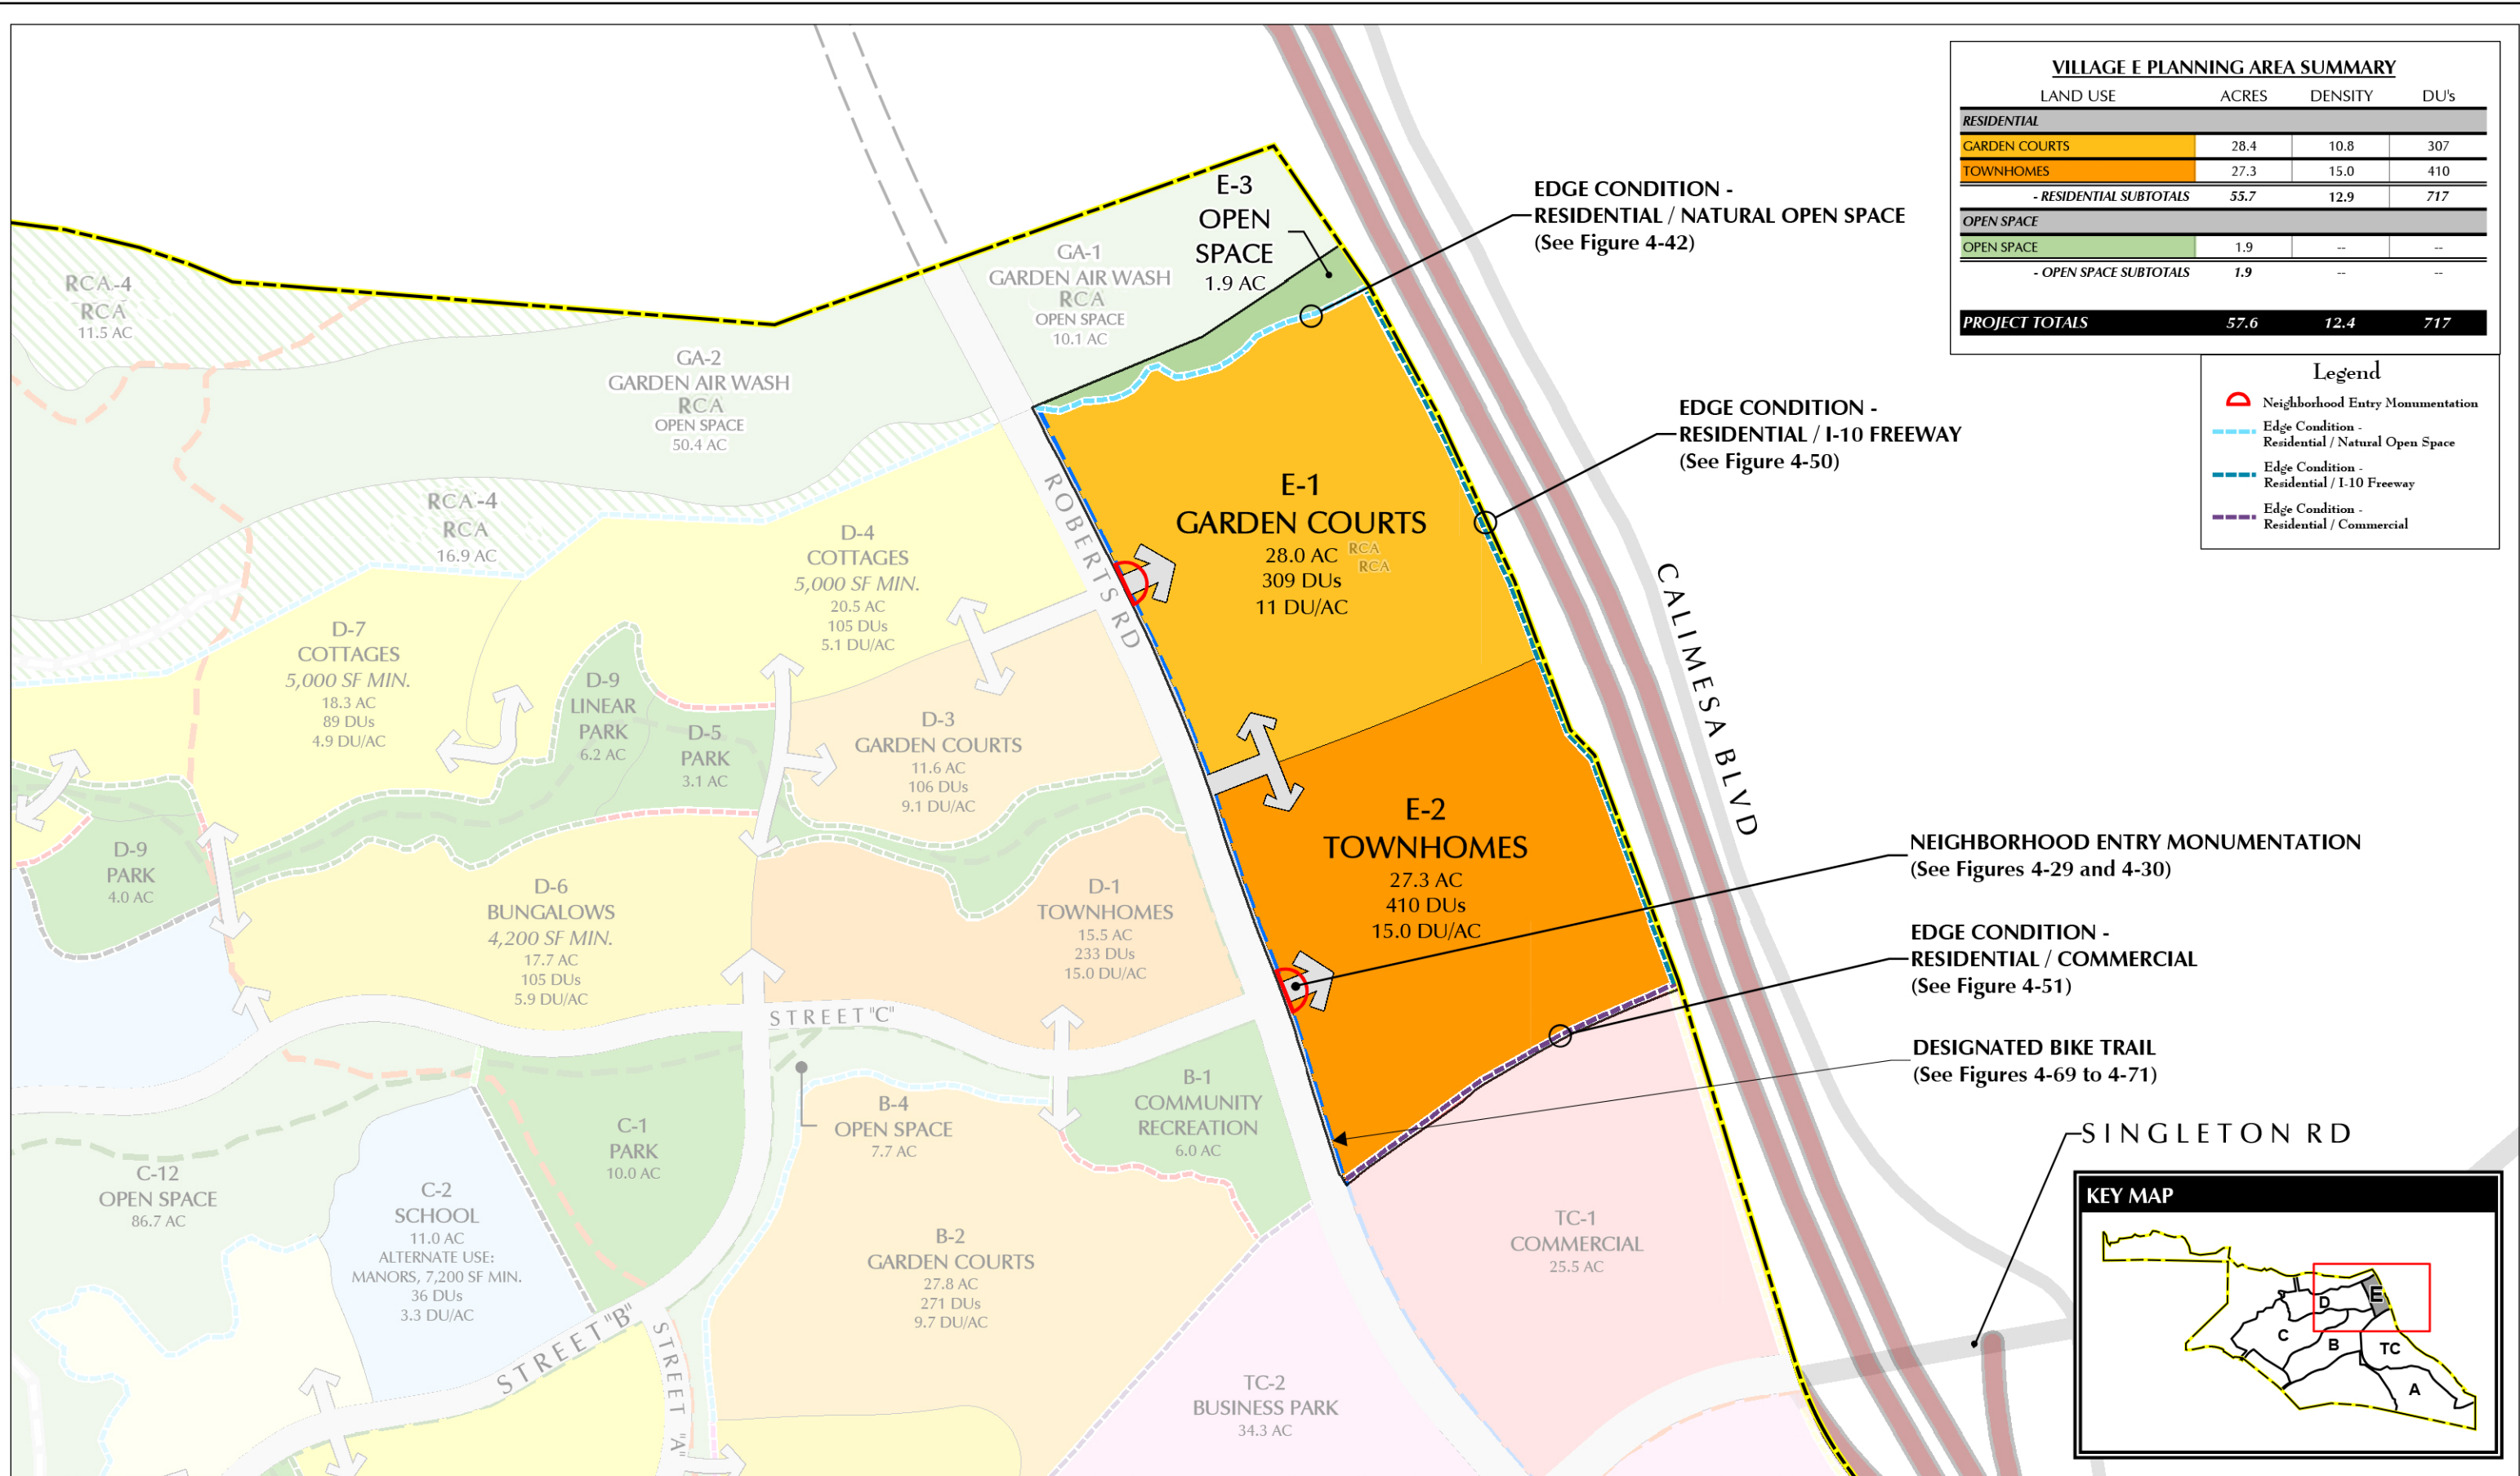 VILLAGE E PLANNING AREA SUMMARY
LAND USE ACRES DENSITY DU's
RESIDENTIAL
GARDEN COURTS 28.4 10.8 307
TOWNHOMES 27.3 15.0 410
- RESIDENTIAL SUBTOTALS 55.7 12.9 717
OPEN SPACE
OPEN SPACE 1.9 -- --
- OPEN SPACE SUBTOTALS 1.9 -- --
PROJECT TOTALS 57.6 12.4 717
Legend
Neighborhood Entry Monumentation
Edge Condition -
Residential / Natural Open Space
Edge Condition -
Residential / I-10 Freeway
Edge Condition -
Residential / Commercial
E-3
OPEN
SPACE
1.9 AC
EDGE CONDITION -
RESIDENTIAL / NATURAL OPEN SPACE
(See Figure 4-42)
GA-1
GARDEN AIR WASH
RCA
OPEN SPACE
10.1 AC
RCA-4
RCA
11.5 AC
GA-2
GARDEN AIR WASH
RCA
OPEN SPACE
50.4 AC
EDGE CONDITION -
RESIDENTIAL / I-10 FREEWAY
(See Figure 4-50)
RCA-4
RCA
16.9 AC
ROBERTS RD
E-1
GARDEN COURTS
28.0 AC
309 DUs
11 DU/AC
RCA
RCA
D-4
COTTAGES
5,000 SF MIN.
20.5 AC
105 DUs
5.1 DU/AC
CALIMESA BLVD
D-7
COTTAGES
5,000 SF MIN.
18.3 AC
89 DUs
4.9 DU/AC
D-9
LINEAR
PARK
6.2 AC
D-5
PARK
3.1 AC
D-3
GARDEN COURTS
11.6 AC
106 DUs
9.1 DU/AC
E-2
TOWNHOMES
27.3 AC
410 DUs
15.0 DU/AC
NEIGHBORHOOD ENTRY MONUMENTATION
(See Figures 4-29 and 4-30)
D-9
PARK
4.0 AC
D-6
BUNGALOWS
4,200 SF MIN.
17.7 AC
105 DUs
5.9 DU/AC
D-1
TOWNHOMES
15.5 AC
233 DUs
15.0 DU/AC
EDGE CONDITION -
RESIDENTIAL / COMMERCIAL
(See Figure 4-51)
STREET "C"
DESIGNATED BIKE TRAIL
(See Figures 4-69 to 4-71)
B-1
COMMUNITY
RECREATION
6.0 AC
B-4
OPEN SPACE
7.7 AC
C-1
PARK
10.0 AC
SINGLETON RD
C-12
OPEN SPACE
86.7 AC
C-2
SCHOOL
11.0 AC
ALTERNATE USE:
MANORS, 7,200 SF MIN.
36 DUs
3.3 DU/AC
B-2
GARDEN COURTS
27.8 AC
271 DUs
9.7 DU/AC
TC-1
COMMERCIAL
25.5 AC
STREET "B"
STREET "A"
TC-2
BUSINESS PARK
34.3 AC
KEY MAP
E
D
C
B
TC
A